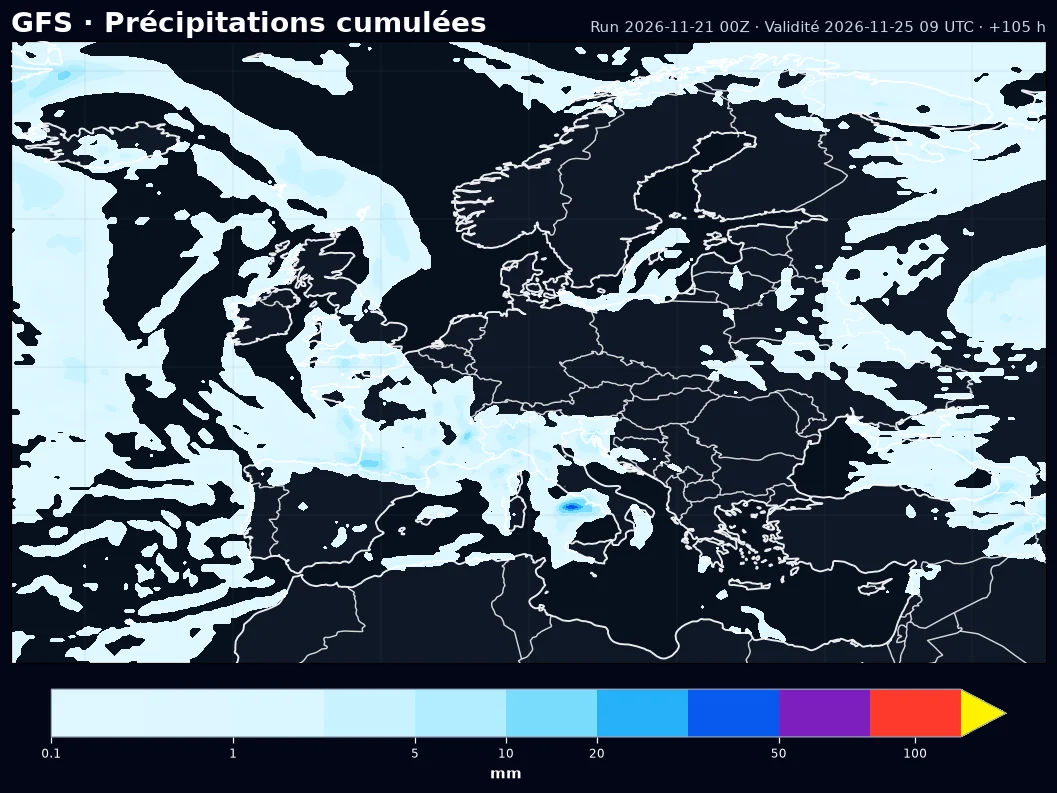 GFS · Précipitations cumulées
Run 2026-11-21 00Z · Validité 2026-11-25 09 UTC · +105 h
0.1 1 5 10 20 50 100
mm